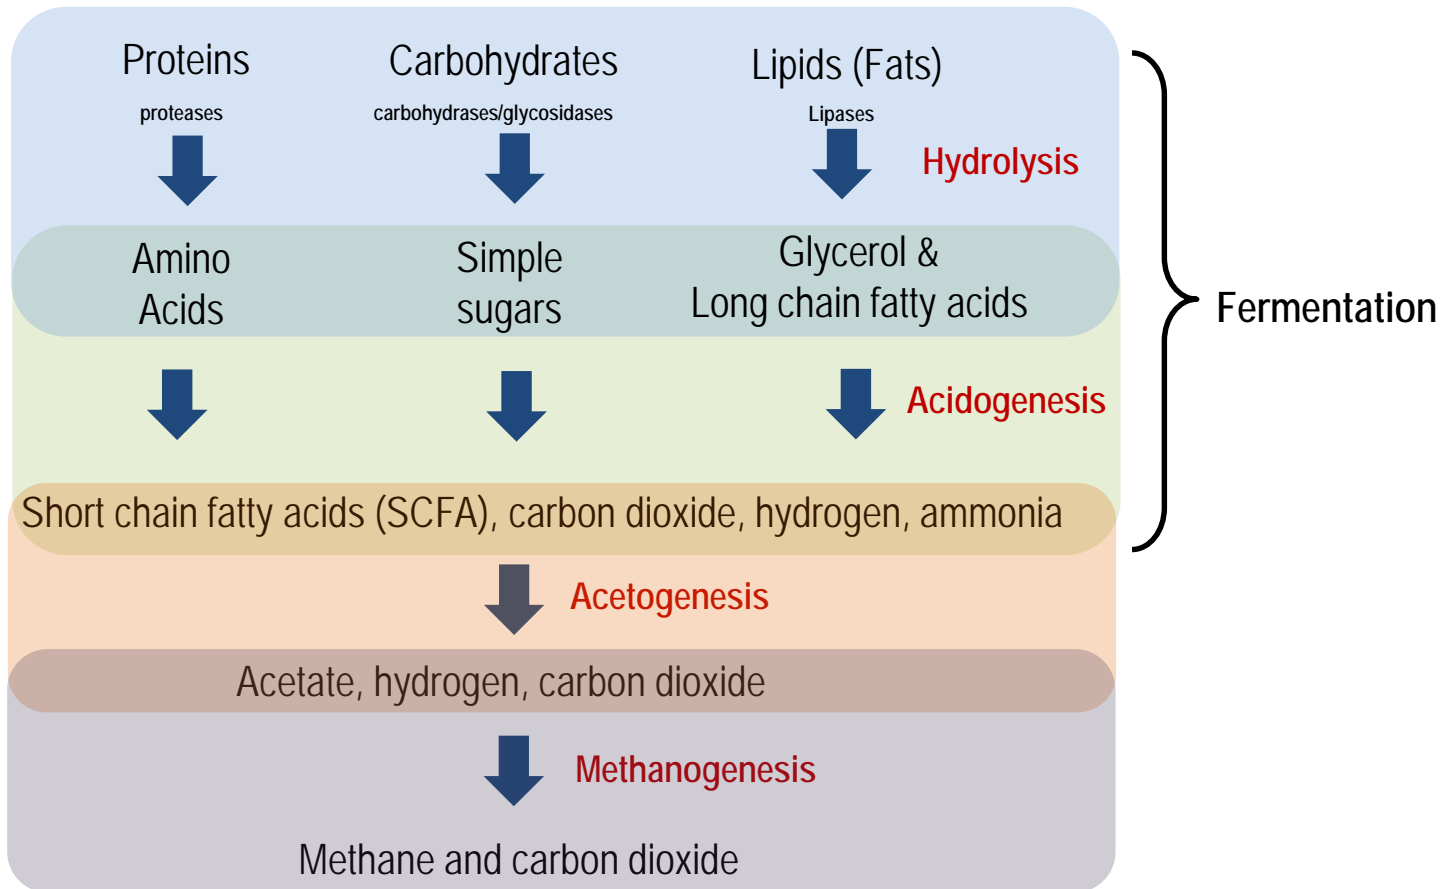 Proteins
Carbohydrates
Lipids (Fats)
proteases
carbohydrases/glycosidases
Lipases
Hydrolysis
Amino
Acids
Simple
sugars
Glycerol &
Long chain fatty acids
Fermentation
Acidogenesis
Short chain fatty acids (SCFA), carbon dioxide, hydrogen, ammonia
Acetogenesis
Acetate, hydrogen, carbon dioxide
Methanogenesis
Methane and carbon dioxide